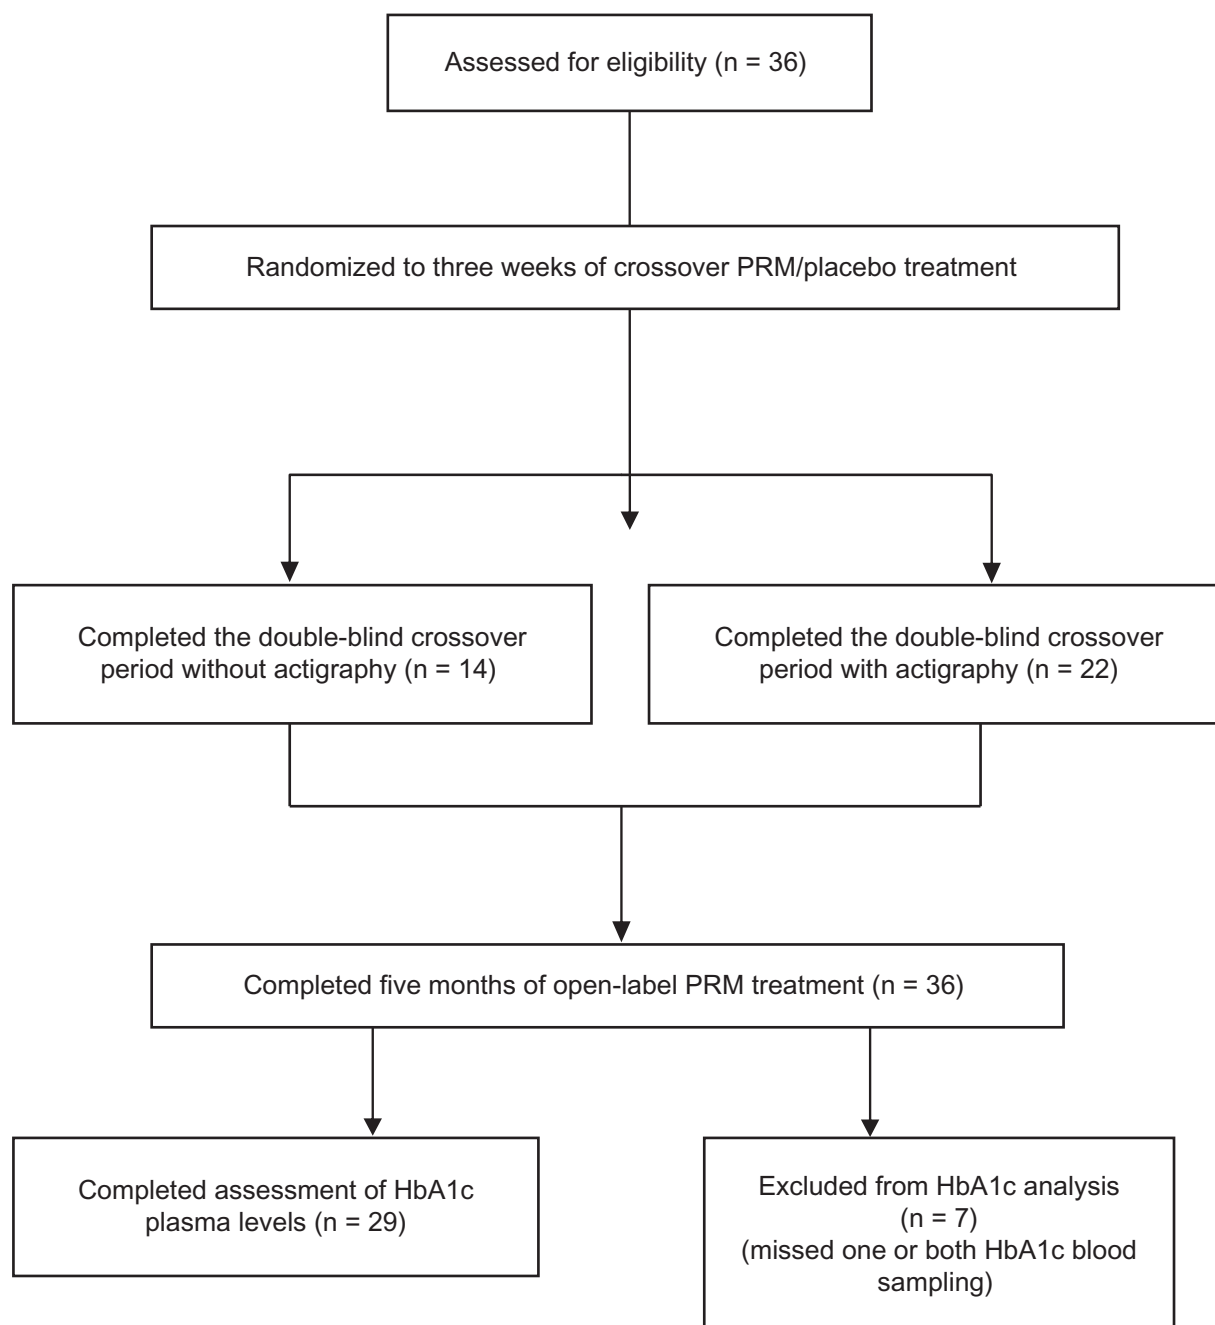 Assessed for eligibility (n = 36)
Randomized to three weeks of crossover PRM/placebo treatment
Completed the double-blind crossover
period without actigraphy (n = 14)
Completed the double-blind crossover
period with actigraphy (n = 22)
Completed five months of open-label PRM treatment (n = 36)
Completed assessment of HbA1c
plasma levels (n = 29)
Excluded from HbA1c analysis
(n = 7)
(missed one or both HbA1c blood
sampling)